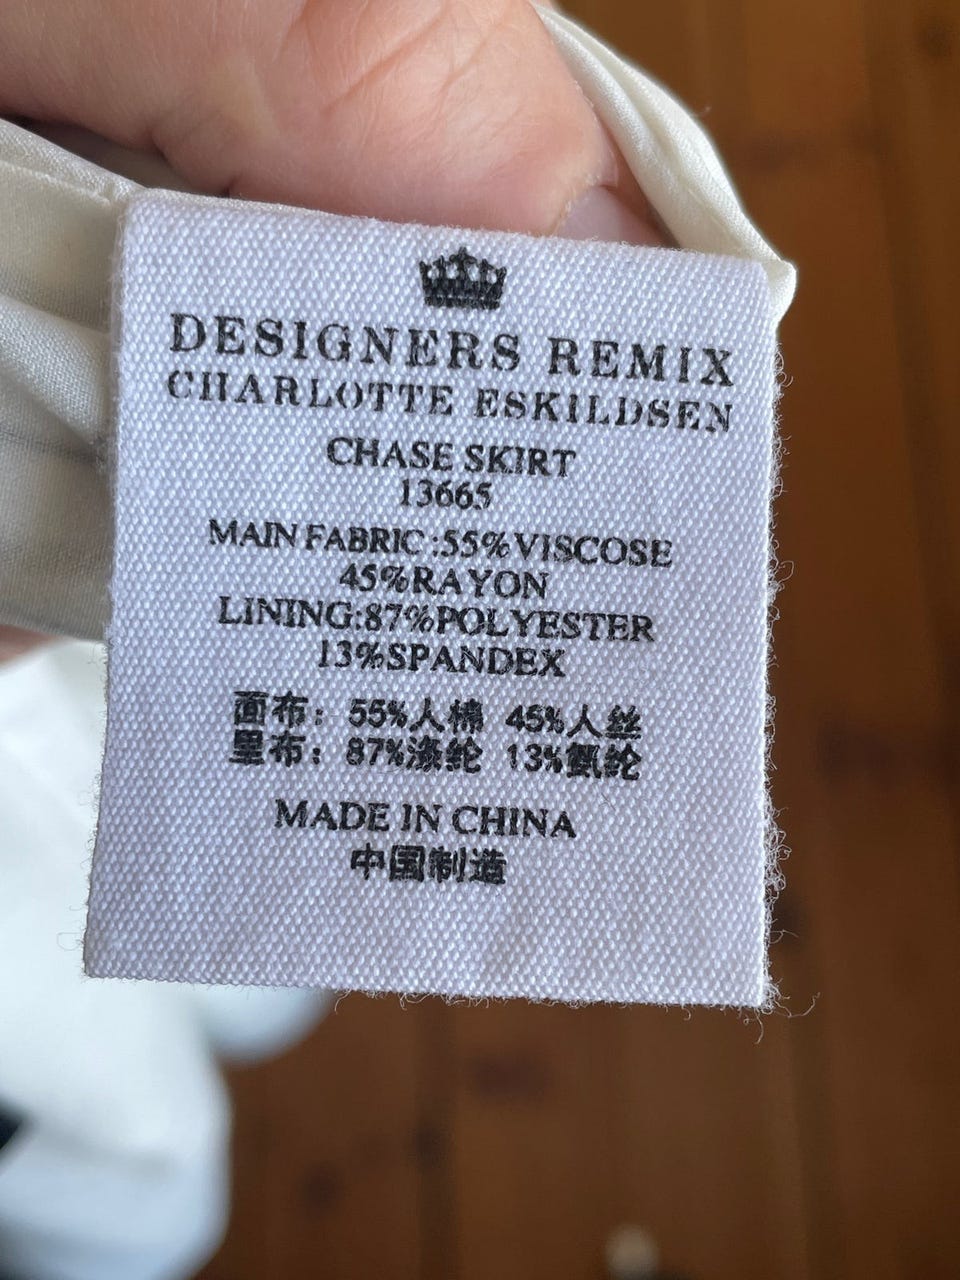 DESIGNERS REMIX
CHARLOTTE ESKILDSEN
CHASE SKIRT
13665
MAIN FABRIC:55%VISCOSE
45%RAYON
LINING:87%POLYESTER
13%SPANDEX
面布: 55%人棉 45%人丝
里布: 87%涤纶 13%氨纶
MADE IN CHINA
中国制造